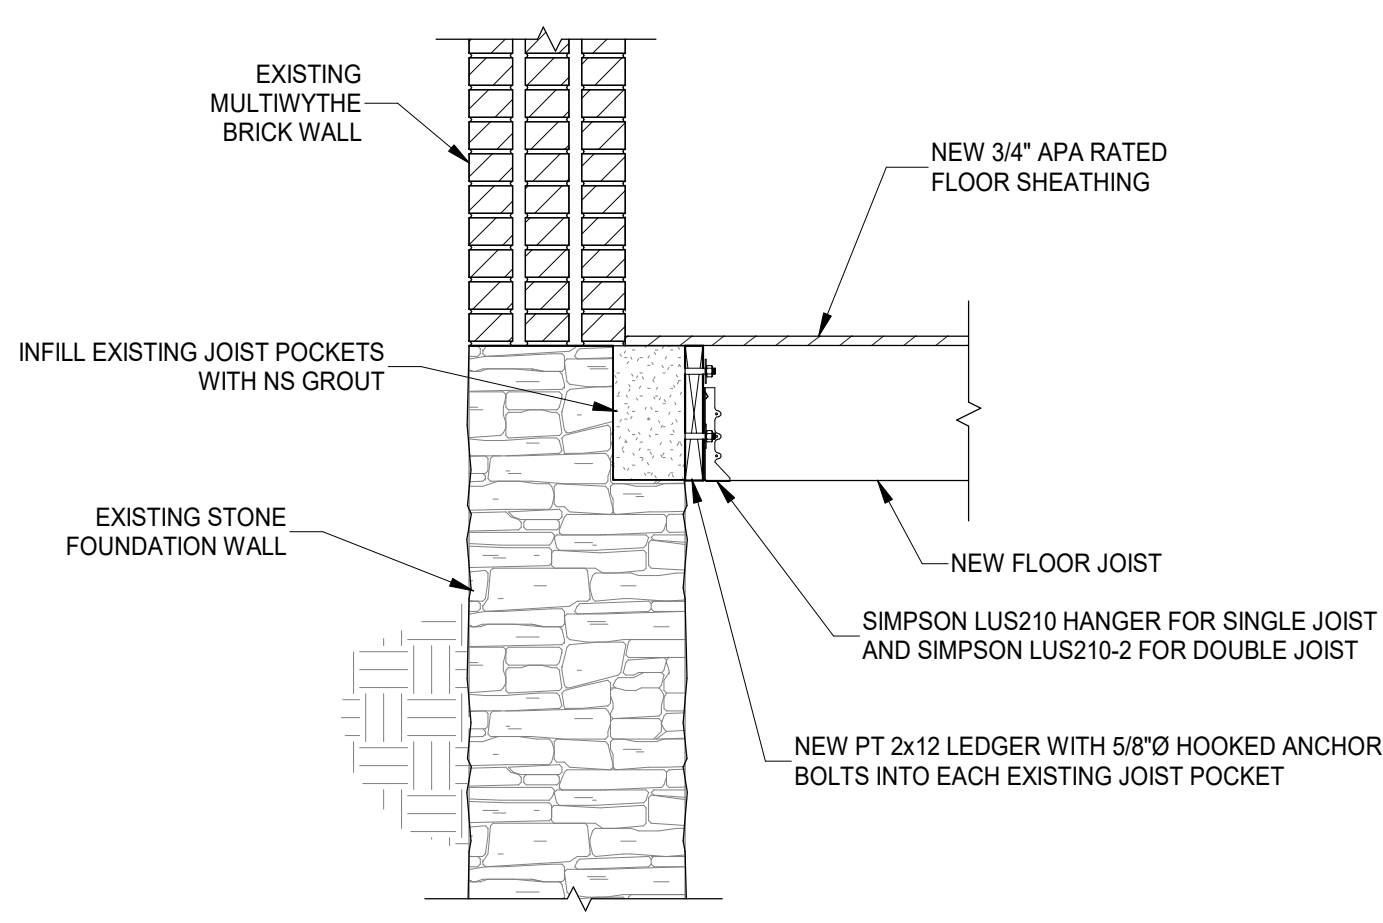 EXISTING
MULTIWYTHE
BRICK WALL
NEW 3/4" APA RATED
FLOOR SHEATHING
INFILL EXISTING JOIST POCKETS
WITH NS GROUT
EXISTING STONE
FOUNDATION WALL
NEW FLOOR JOIST
SIMPSON LUS210 HANGER FOR SINGLE JOIST
AND SIMPSON LUS210-2 FOR DOUBLE JOIST
NEW PT 2x12 LEDGER WITH 5/8"Ø HOOKED ANCHOR
BOLTS INTO EACH EXISTING JOIST POCKET